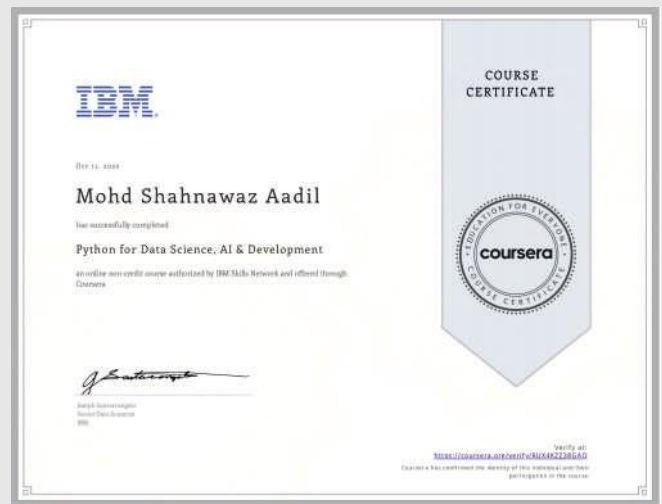 IBM
COURSE
CERTIFICATE
Mohd Shahnawaz Aadil
has successfully completed
Python for Data Science, AI & Development
an online non-credit course authorized by IBM Skills Network and offered through
Coursera
EDUCATION FOR EVERYONE
coursera
COURSE CERTIFICATE
Senior Data Scientist
IBM
Verify at:
Coursera has confirmed the identity of this individual and their
participation in the course.